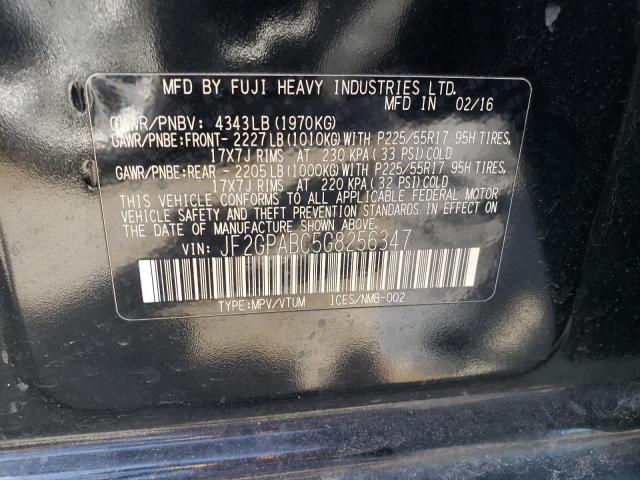 MFD BY FUJI HEAVY INDUSTRIES LTD.
MFD IN 02/16
GVWR/PNBV: 4343LB (1970KG)
GAWR/PNBE:FRONT- 2227LB (1010KG) WITH P225/55R17 95H TIRES,
17X7J RIMS AT 230 KPA ( 33 PSI) COLD
GAWR/PNBE:REAR - 2205LB (1000KG) WITH P225/55R17 95H TIRES,
17X7J RIMS AT 220 KPA (32 PSI) COLD
THIS VEHICLE CONFORMS TO ALL APPLICABLE FEDERAL MOTOR
VEHICLE SAFETY AND THEFT PREVENTION STANDARDS IN EFFECT ON
THE DATE OF MANUFACTURE SHOWN ABOVE.
VIN: JF2GPABC5G8256347
TYPE:MPV/VTUM ICES/NMB-002